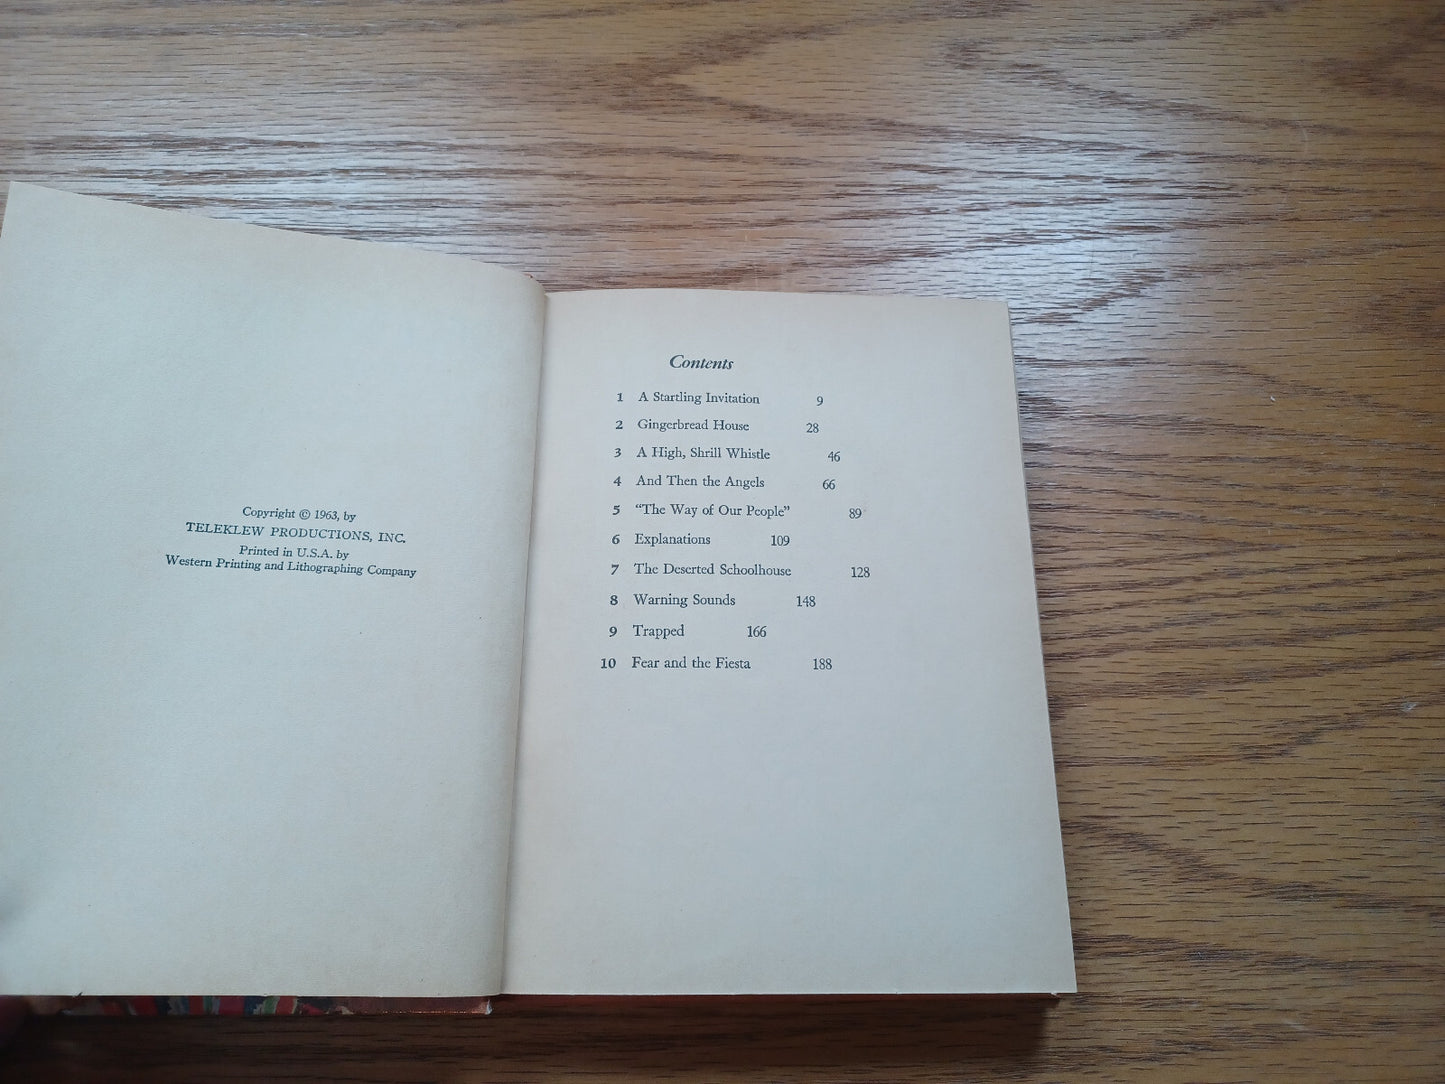 Copyright © 1963, by
TELEKLEW PRODUCTIONS, INC.
Printed in U.S.A. by
Western Printing and Lithographing Company
Contents
1 A Startling Invitation 9
2 Gingerbread House 28
3 A High, Shrill Whistle 46
4 And Then the Angels 66
5 “The Way of Our People” 89
6 Explanations 109
7 The Deserted Schoolhouse 128
8 Warning Sounds 148
9 Trapped 166
10 Fear and the Fiesta 188